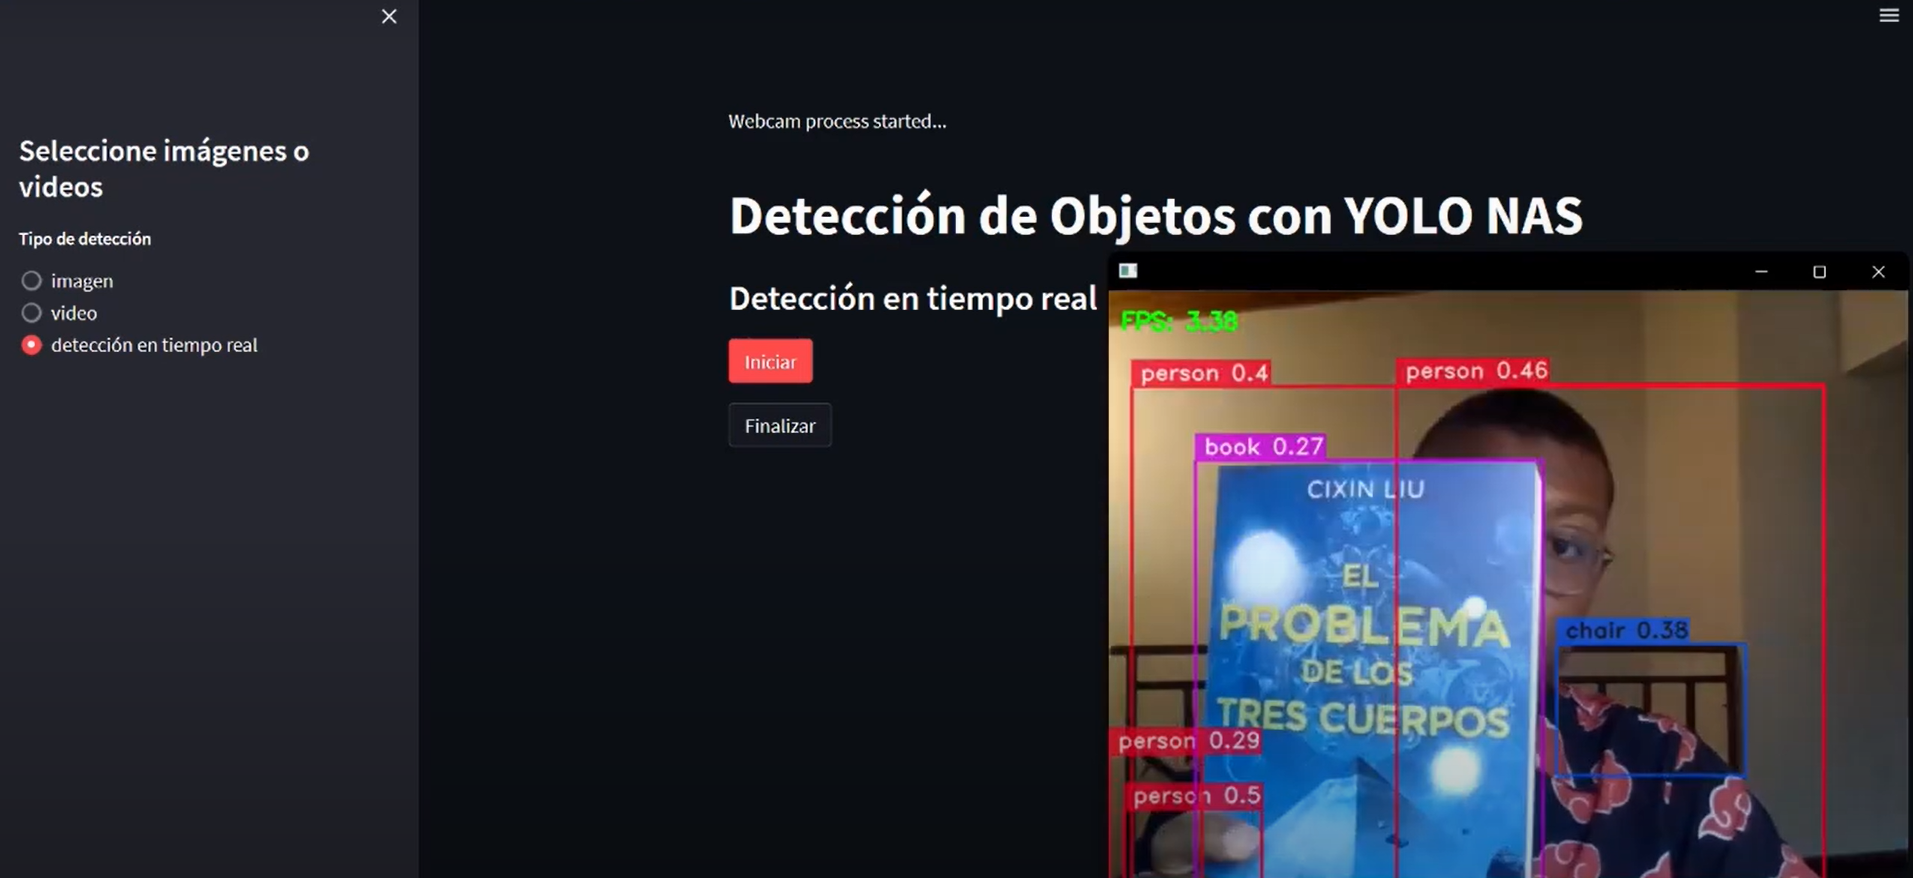 Seleccione imágenes o
videos
Tipo de detección
imagen
video
detección en tiempo real
Webcam process started...
Detección de Objetos con YOLO NAS
Detección en tiempo real
Iniciar
Finalizar
FPS: 3.38
person 0.4
person 0.46
book 0.27
CIXIN LIU
EL
PROBLEMA
DE LOS
TRES CUERPOS
chair 0.38
person 0.29
person 0.5